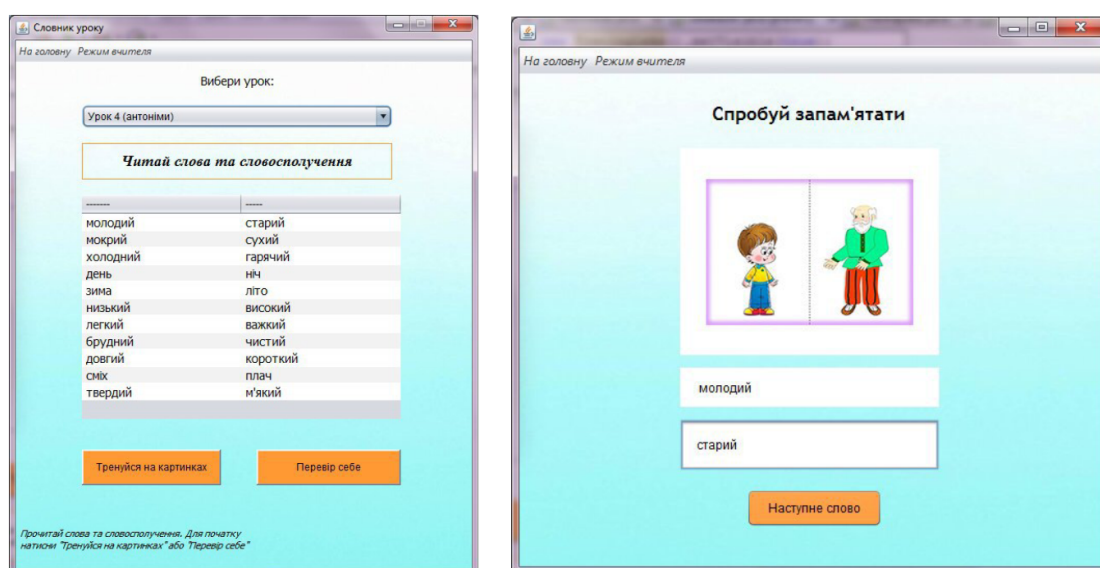 Словник уроку
На головну Режим вчителя
Вибери урок:
Урок 4 (антоніми)
Читай слова та словосполучення
------- -----
молодий старий
мокрий сухий
холодний гарячий
день ніч
зима літо
низький високий
легкий важкий
брудний чистий
довгий короткий
сміх плач
твердий м'який
Тренуйся на картинках Перевір себе
Прочитай слова та словосполучення. Для початку
натисни "Тренуйся на картинках" або "Перевір себе"
На головну Режим вчителя
Спробуй запам'ятати
молодий
старий
Наступне слово